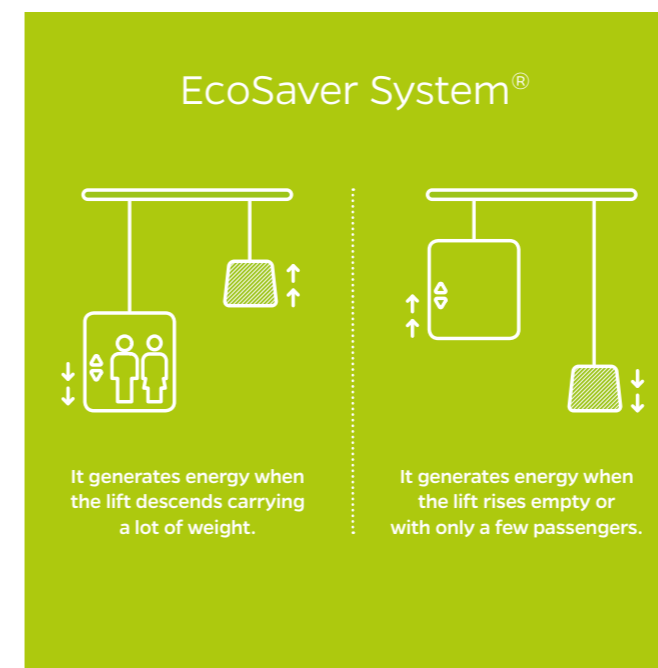 EcoSaver System®
It generates energy when
the lift descends carrying
a lot of weight.
It generates energy when
the lift rises empty or
with only a few passengers.